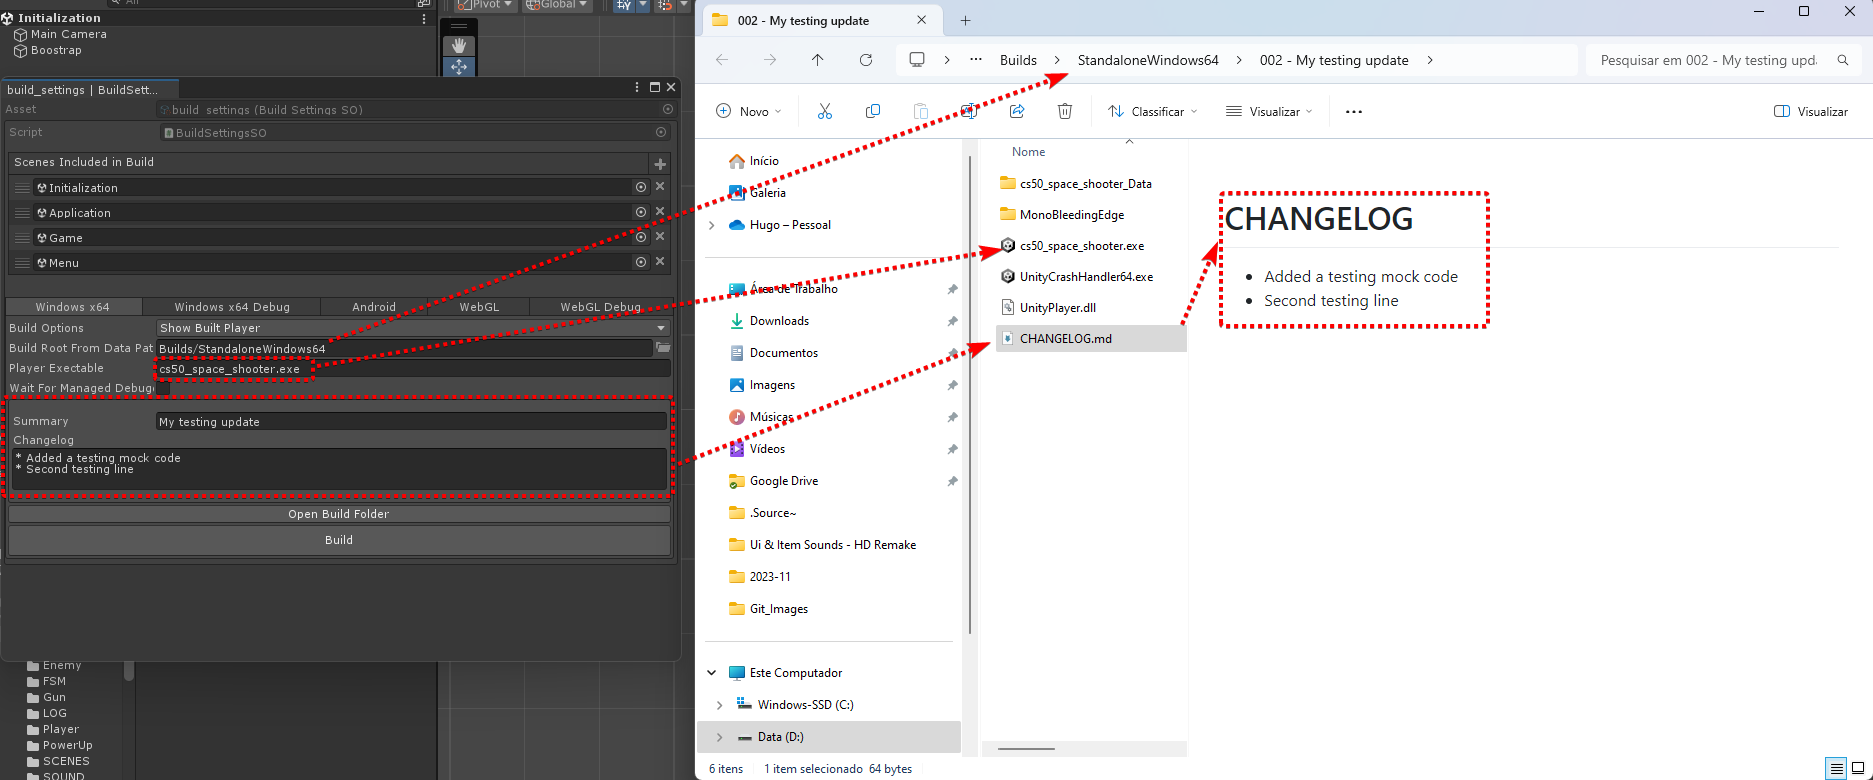 All
Pivot
Global
Initialization
Main Camera
Boostrap
build_settings | BuildSett...
Asset
build_settings (Build Settings SO)
Script
BuildSettingsSO
Scenes Included in Build
Initialization
Application
Game
Menu
Windows x64
Windows x64 Debug
Android
WebGL
WebGL Debug
Build Options
Show Built Player
Build Root From Data Pat
Builds/StandaloneWindows64
Player Exectable
cs50_space_shooter.exe
Wait For Managed Debug
Summary
My testing update
Changelog
* Added a testing mock code
* Second testing line
Open Build Folder
Build
Enemy
FSM
Gun
LOG
Player
PowerUp
SCENES
SOUND
002 - My testing update
Builds
StandaloneWindows64
002 - My testing update
Pesquisar em 002 - My testing upd
Novo
Classificar
Visualizar
Visualizar
Início
Galeria
Hugo – Pessoal
Área de Trabalho
Downloads
Documentos
Imagens
Músicas
Vídeos
Google Drive
.Source~
Ui & Item Sounds - HD Remake
2023-11
Git_Images
Este Computador
Windows-SSD (C:)
Data (D:)
Nome
cs50_space_shooter_Data
MonoBleedingEdge
cs50_space_shooter.exe
UnityCrashHandler64.exe
UnityPlayer.dll
CHANGELOG.md
CHANGELOG
• Added a testing mock code
• Second testing line
6 itens
1 item selecionado 64 bytes